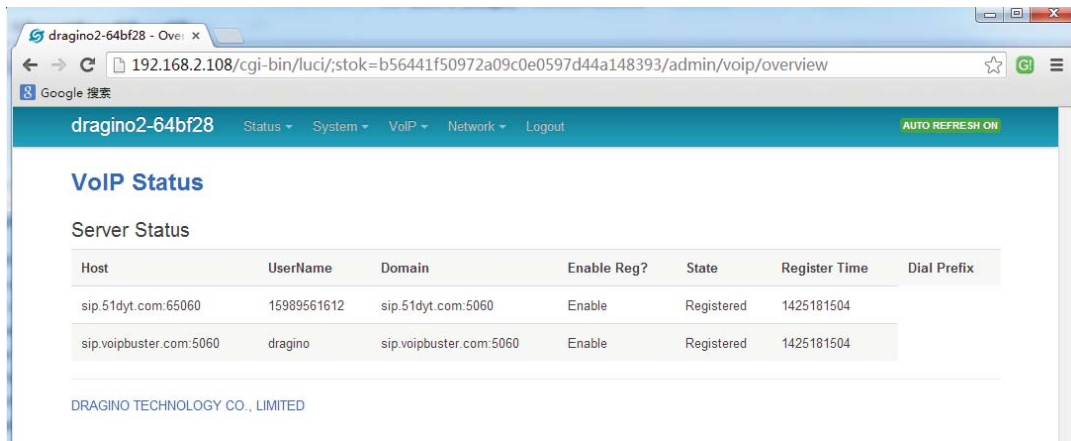 dragino2-64bf28 - Over
192.168.2.108/cgi-bin/luci/;stok=b56441f50972a09c0e0597d44a148393/admin/voip/overview
Google 搜索
dragino2-64bf28 Status System VoIP Network Logout AUTO REFRESH ON
VoIP Status
Server Status
Host UserName Domain Enable Reg? State Register Time Dial Prefix
sip.51dyt.com:65060 15989561612 sip.51dyt.com:5060 Enable Registered 1425181504
sip.voipbuster.com:5060 dragino sip.voipbuster.com:5060 Enable Registered 1425181504
DRAGINO TECHNOLOGY CO., LIMITED